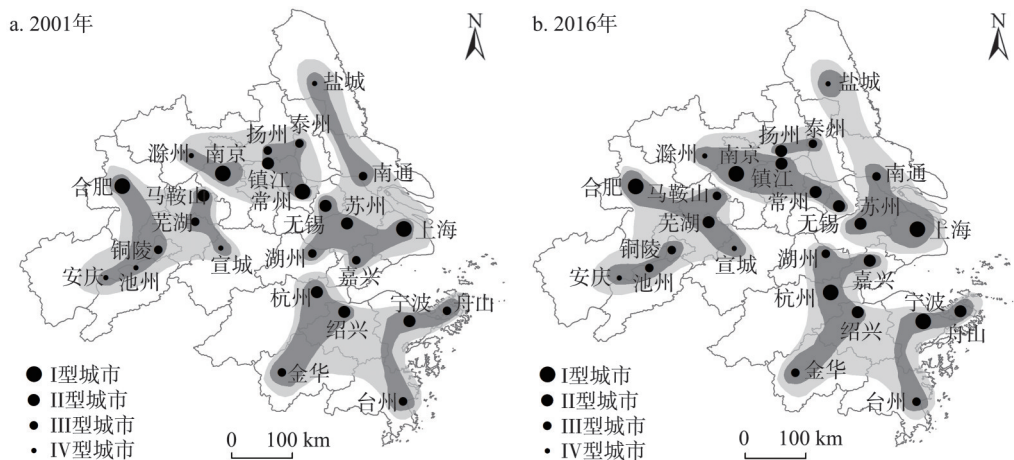 a. 2001年
N
盐城
扬州
泰州
滁州
南京
镇江
南通
合肥
马鞍山
常州
芜湖
无锡
苏州
上海
铜陵
宣城
湖州
嘉兴
安庆
池州
杭州
宁波
舟山
绍兴
金华
台州
I型城市
II型城市
III型城市
IV型城市
0 100 km
b. 2016年
N
盐城
扬州
泰州
滁州
南京
镇江
南通
合肥
马鞍山
常州
芜湖
无锡
苏州
上海
铜陵
宣城
湖州
嘉兴
安庆
池州
杭州
宁波
舟山
绍兴
金华
台州
I型城市
II型城市
III型城市
IV型城市
0 100 km